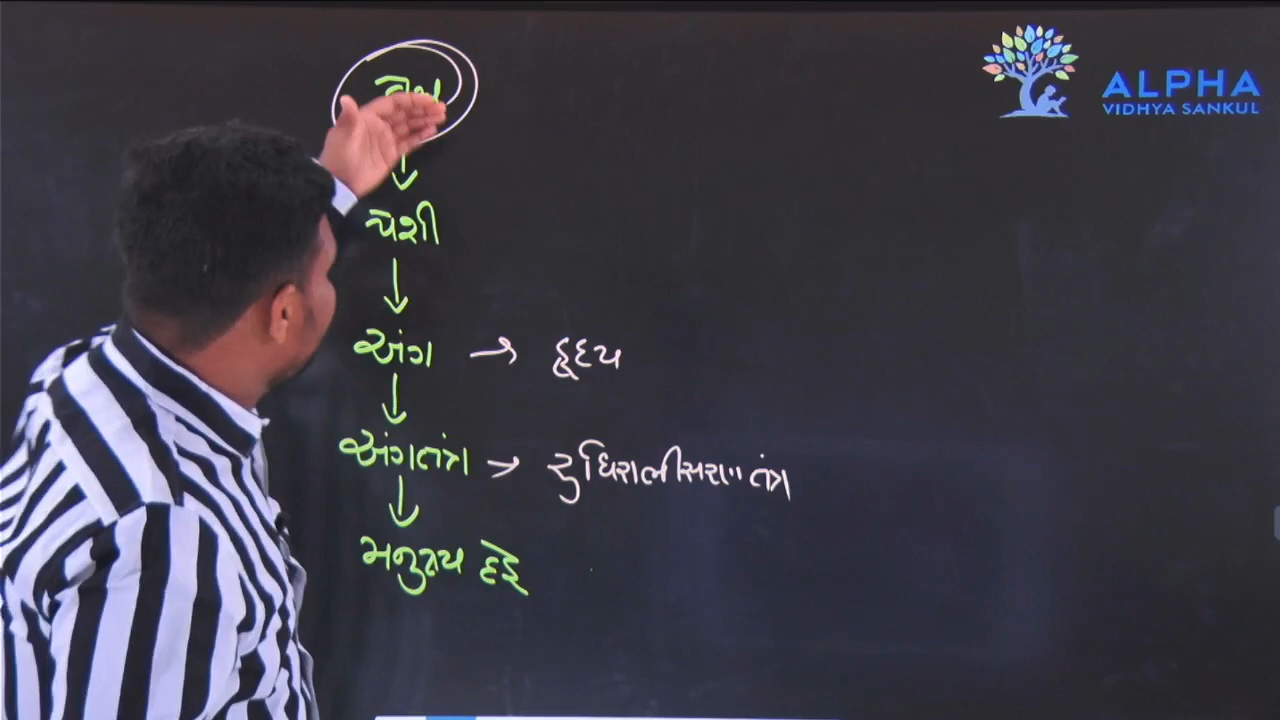 ALPHA
VIDHYA SANKUL
પેશી
અંગ → હૃદય
અંગતંત્ર → રુધિરાભીસરણ તંત્ર
મનુષ્ય દેહ